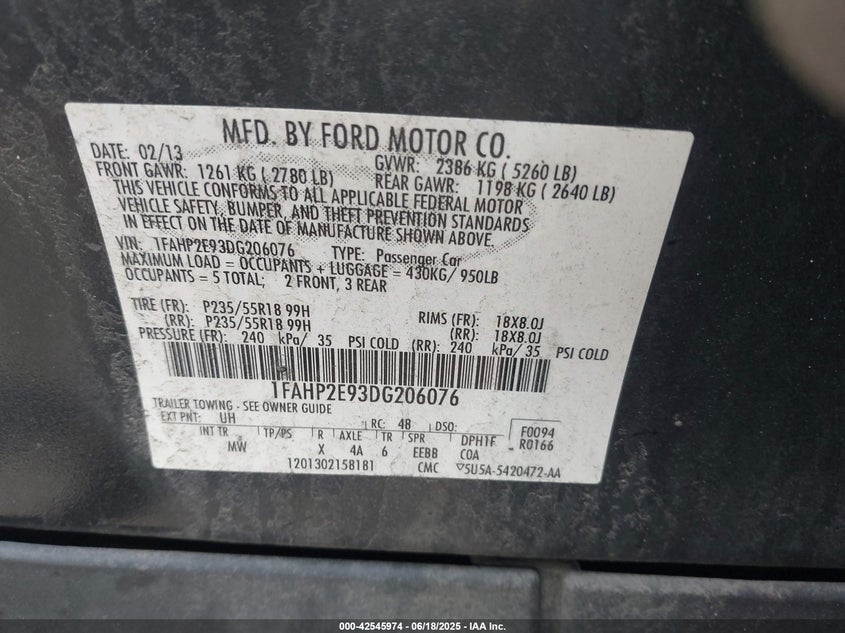 MFD. BY FORD MOTOR CO.
DATE: 02/13 GVWR: 2386 KG ( 5260 LB)
FRONT GAWR: 1261 KG ( 2780 LB) REAR GAWR: 1198 KG ( 2640 LB)
THIS VEHICLE CONFORMS TO ALL APPLICABLE FEDERAL MOTOR
VEHICLE SAFETY, BUMPER, AND THEFT PREVENTION STANDARDS
IN EFFECT ON THE DATE OF MANUFACTURE SHOWN ABOVE.
VIN: 1FAHP2E93DG206076 TYPE: Passenger Car
MAXIMUM LOAD = OCCUPANTS + LUGGAGE = 430KG/ 950LB
OCCUPANTS = 5 TOTAL; 2 FRONT, 3 REAR
TIRE (FR): P235/55R18 99H RIMS (FR): 18X8.0J
(RR): P235/55R18 99H (RR): 18X8.0J
PRESSURE (FR): 240 kPa/ 35 PSI COLD (RR): 240 kPa/ 35 PSI COLD
1FAHP2E93DG206076
TRAILER TOWING - SEE OWNER GUIDE
EXT PNT: UH RC: 48 DSO: F0094
INT TR TP/PS R AXLE TR SPR DPH1F R0166
MW X 4A 6 EEBB COA
1201302158181 CMC 5U5A-5420472-AA
000-42545974 / 06/18/2025 - IAA Inc.